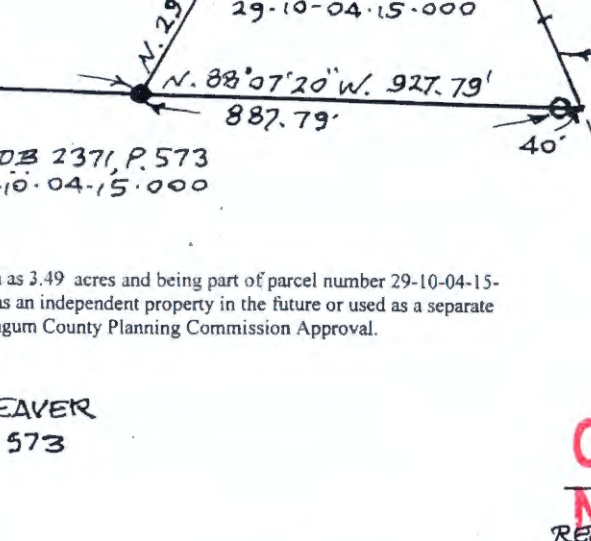 N. 29
29-10-04-15-000
N. 88°07'20" W. 927.79'
887.79'
40'
DB 2371, P. 573
-10-04-15-000
as 3.49 acres and being part of parcel number 29-10-04-15-
as an independent property in the future or used as a separate
gum County Planning Commission Approval.
EAVER
573